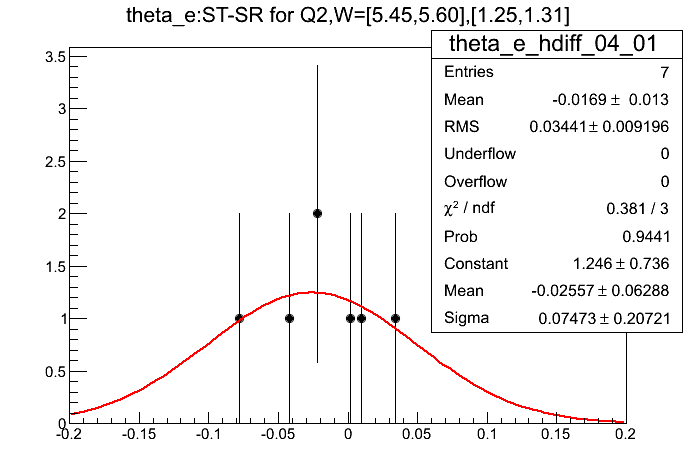 theta_e:ST-SR for Q2,W=[5.45,5.60],[1.25,1.31]
theta_e_hdiff_04_01
Entries 7
Mean -0.0169 ± 0.013
RMS 0.03441 ± 0.009196
Underflow 0
Overflow 0
χ² / ndf 0.381 / 3
Prob 0.9441
Constant 1.246 ± 0.736
Mean -0.02557 ± 0.06288
Sigma 0.07473 ± 0.20721
3.5
3
2.5
2
1.5
1
0.5
0
-0.2 -0.15 -0.1 -0.05 0 0.05 0.1 0.15 0.2